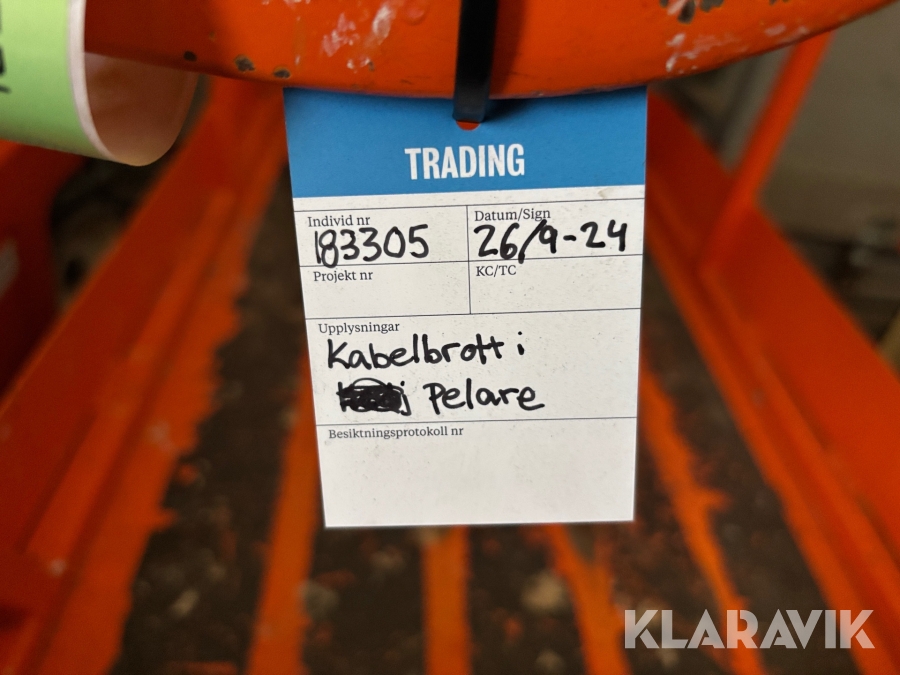 TRADING
Individ nr
183305
Datum/Sign
26/9-24
Projekt nr
KC/TC
Upplysningar
Kabelbrott i
Pelare
Besiktningsprotokoll nr
KLARAVIK